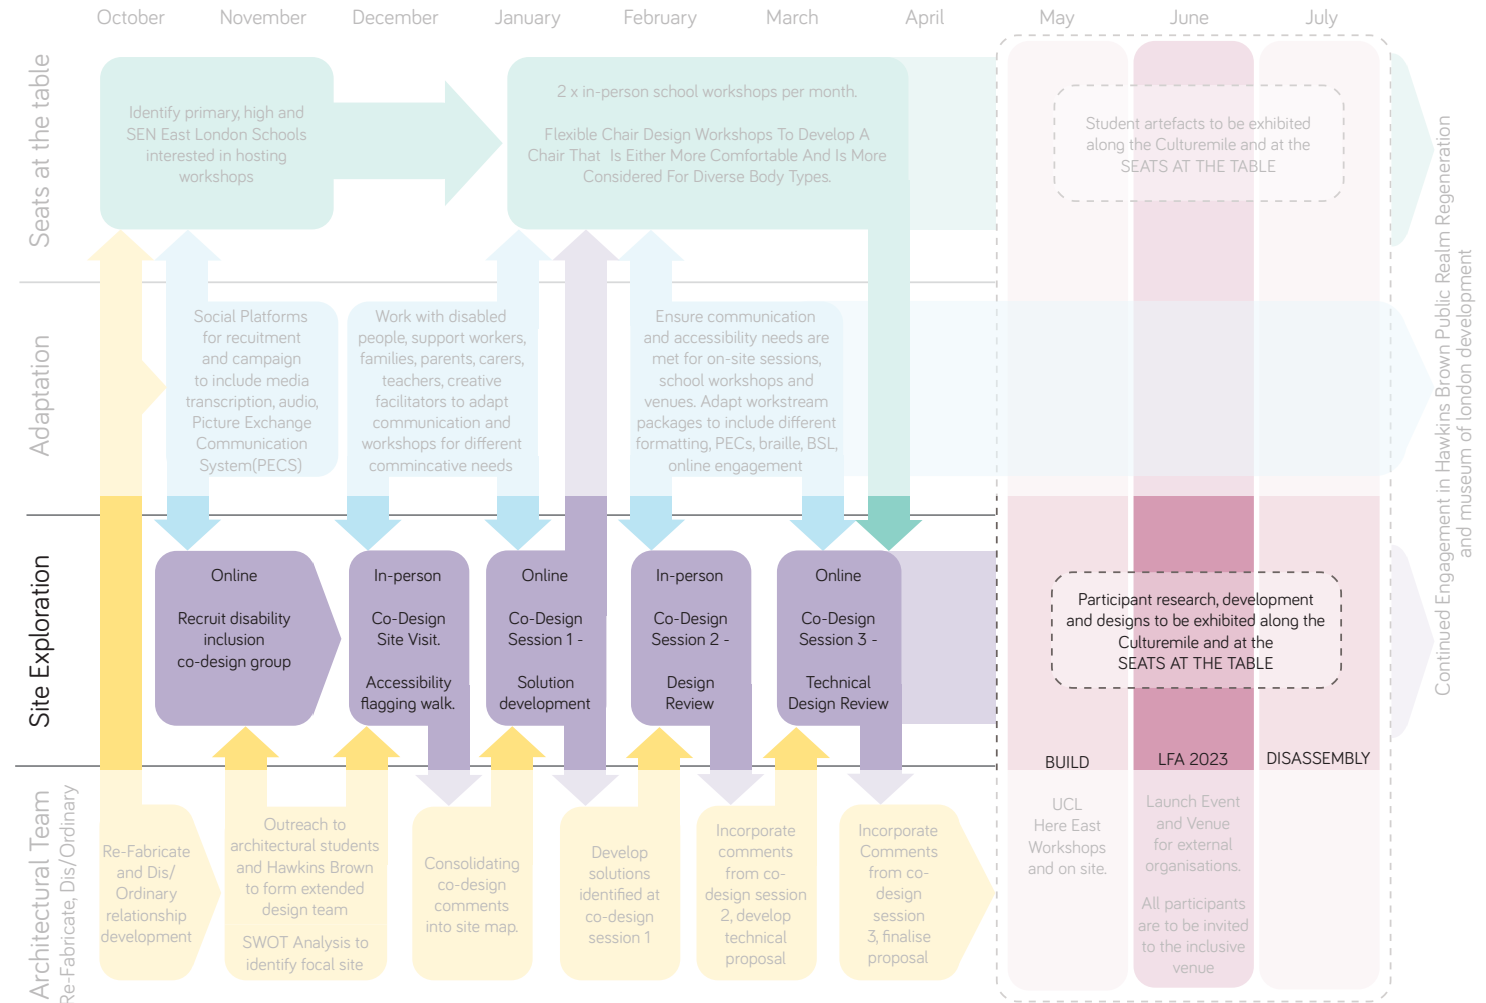 October
November
December
January
February
March
April
May
June
July
Seats at the table
Identify primary, high and
SEN East London Schools
interested in hosting
workshops
2 x in-person school workshops per month.
Flexible Chair Design Workshops To Develop A
Chair That Is Either More Comfortable And Is More
Considered For Diverse Body Types.
Student artefacts to be exhibited
along the Culturemile and at the
SEATS AT THE TABLE
Adaptation
Social Platforms
for recuitment
and campaign
to include media
transcription, audio,
Picture Exchange
Communication
System(PECS)
Work with disabled
people, support workers,
families, parents, carers,
teachers, creative
facilitators to adapt
communication and
workshops for different
commincative needs
Ensure communication
and accessibility needs are
met for on-site sessions,
school workshops and
venues. Adapt workstream
packages to include different
formatting, PECs, braille, BSL,
online engagement
Site Exploration
Online
Recruit disability
inclusion
co-design group
In-person
Co-Design
Site Visit.
Accessibility
flagging walk.
Online
Co-Design
Session 1 -
Solution
development
In-person
Co-Design
Session 2 -
Design
Review
Online
Co-Design
Session 3 -
Technical
Design Review
Participant research, development
and designs to be exhibited along the
Culturemile and at the
SEATS AT THE TABLE
BUILD
LFA 2023
DISASSEMBLY
Architectural Team
Re-Fabricate, Dis/Ordinary
Re-Fabricate
and Dis/
Ordinary
relationship
development
Outreach to
architectural students
and Hawkins Brown
to form extended
design team
SWOT Analysis to
identify focal site
Consolidating
co-design
comments
into site map.
Develop
solutions
identified at
co-design
session 1
Incorporate
comments
from co-
design session
2, develop
technical
proposal
Incorporate
Comments
from co-
design
session
3, finalise
proposal
UCL
Here East
Workshops
and on site.
Launch Event
and Venue
for external
organisations.
All participants
are to be invited
to the inclusive
venue
Continued Engagement in Hawkins Brown Public Realm Regeneration
and museum of london development